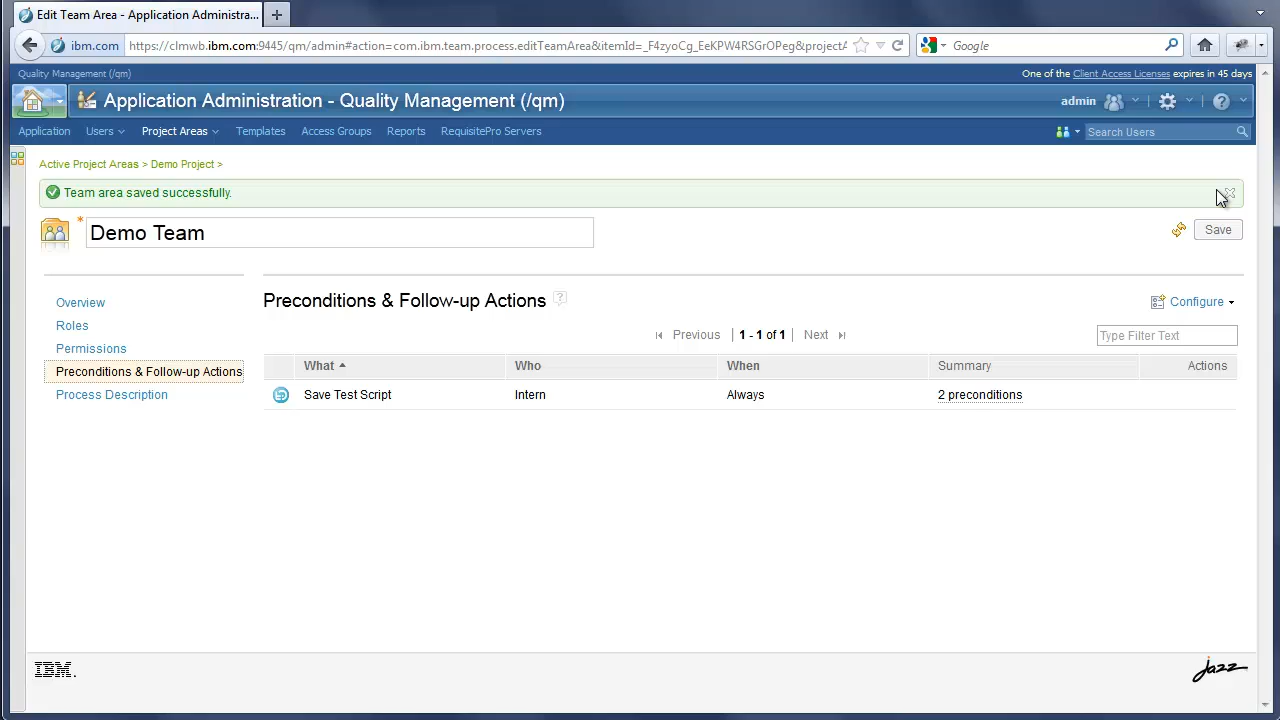 Edit Team Area - Application Administra...
ibm.com
https://clmwb.ibm.com:9445/qm/admin#action=com.ibm.team.process.editTeamArea&itemId=_F4zgoCg_EeKPW4RSGrOPeg&project
Google
Quality Management (/qm)
One of the Client Access Licenses expires in 45 days
Application Administration - Quality Management (/qm)
admin
Application
Users
Project Areas
Templates
Access Groups
Reports
RequisitePro Servers
Search Users
Active Project Areas > Demo Project >
Team area saved successfully.
* Demo Team
Save
Overview
Roles
Permissions
Preconditions & Follow-up Actions
Process Description
Preconditions & Follow-up Actions ?
Configure
Previous | 1 - 1 of 1 | Next
Type Filter Text
What Who When Summary Actions
Save Test Script Intern Always 2 preconditions
IBM.
jazz